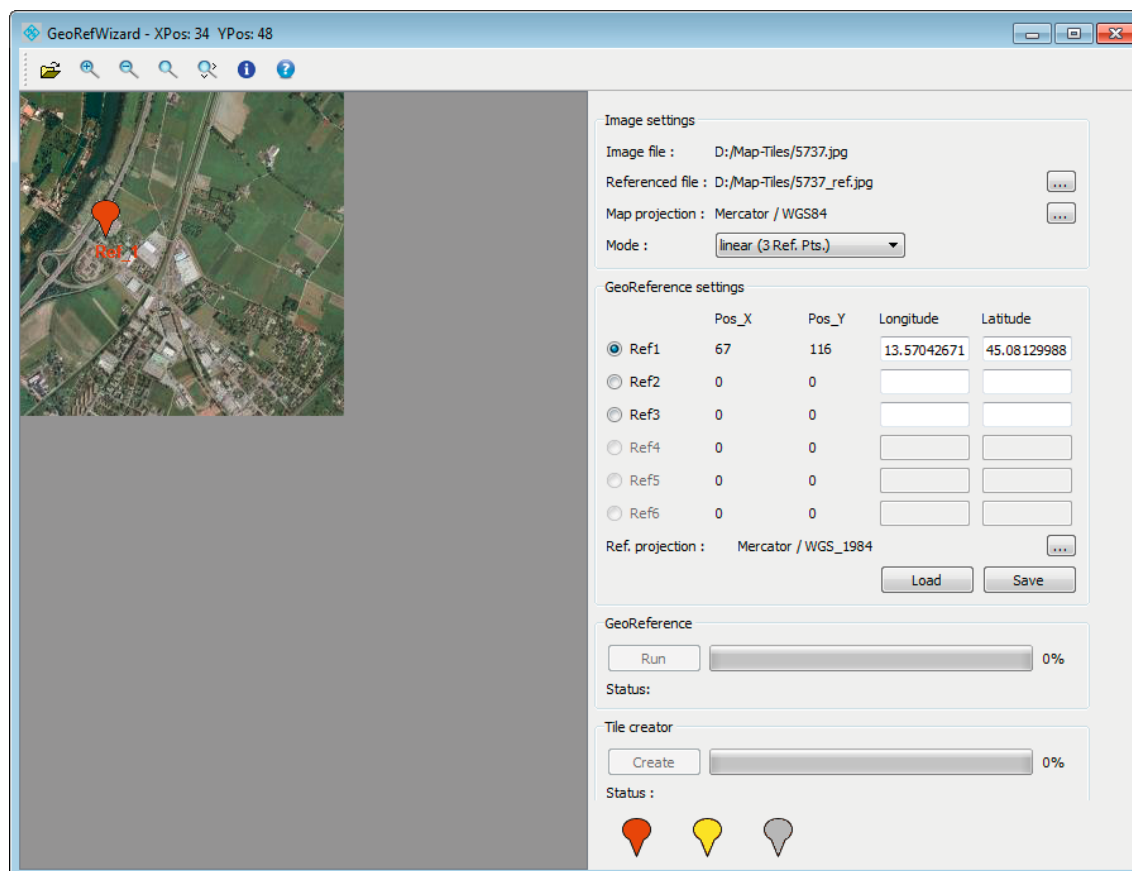 GeoRefWizard - XPos: 34 YPos: 48
Image settings
Image file : D:/Map-Tiles/5737.jpg
Referenced file : D:/Map-Tiles/5737_ref.jpg ...
Map projection : Mercator / WGS84 ...
Mode : linear (3 Ref. Pts.)
GeoReference settings
Pos_X Pos_Y Longitude Latitude
Ref1 67 116 13.57042671 45.08129988
Ref2 0 0
Ref3 0 0
Ref4 0 0
Ref5 0 0
Ref6 0 0
Ref. projection : Mercator / WGS_1984 ...
Load Save
GeoReference
Run 0%
Status:
Tile creator
Create 0%
Status :
Ref_1